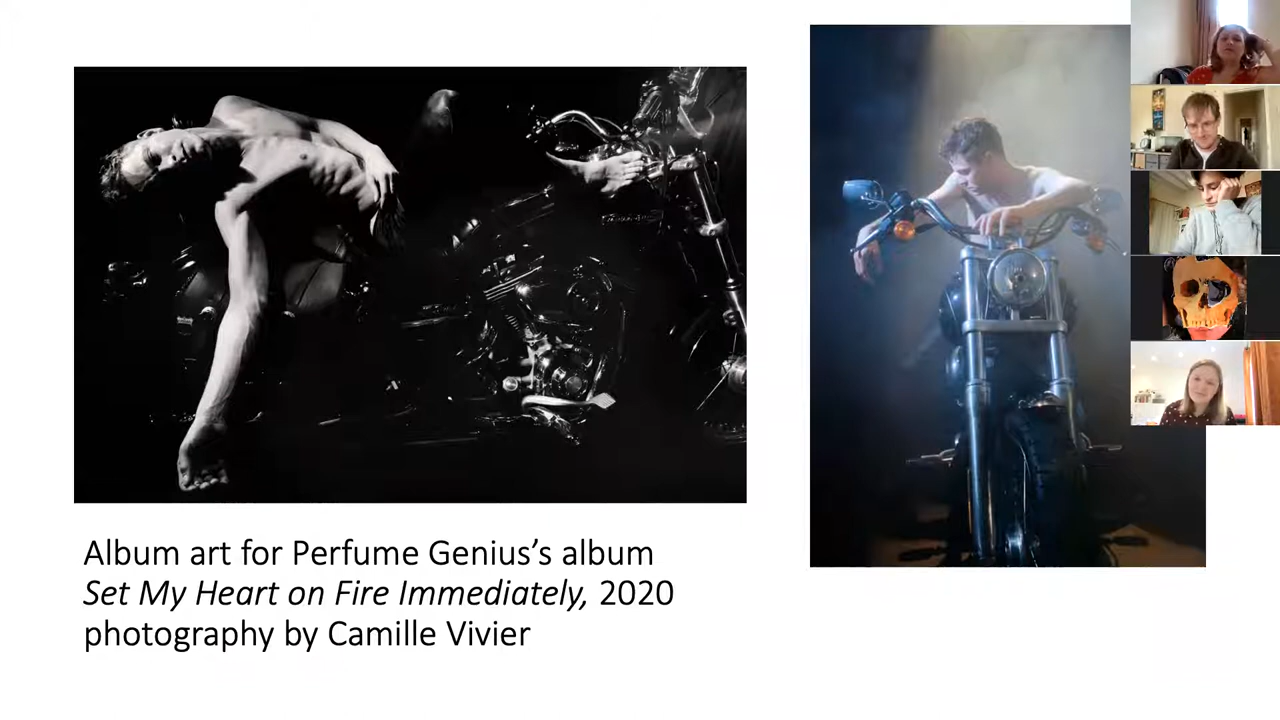 Album art for Perfume Genius’s album
Set My Heart on Fire Immediately, 2020
photography by Camille Vivier